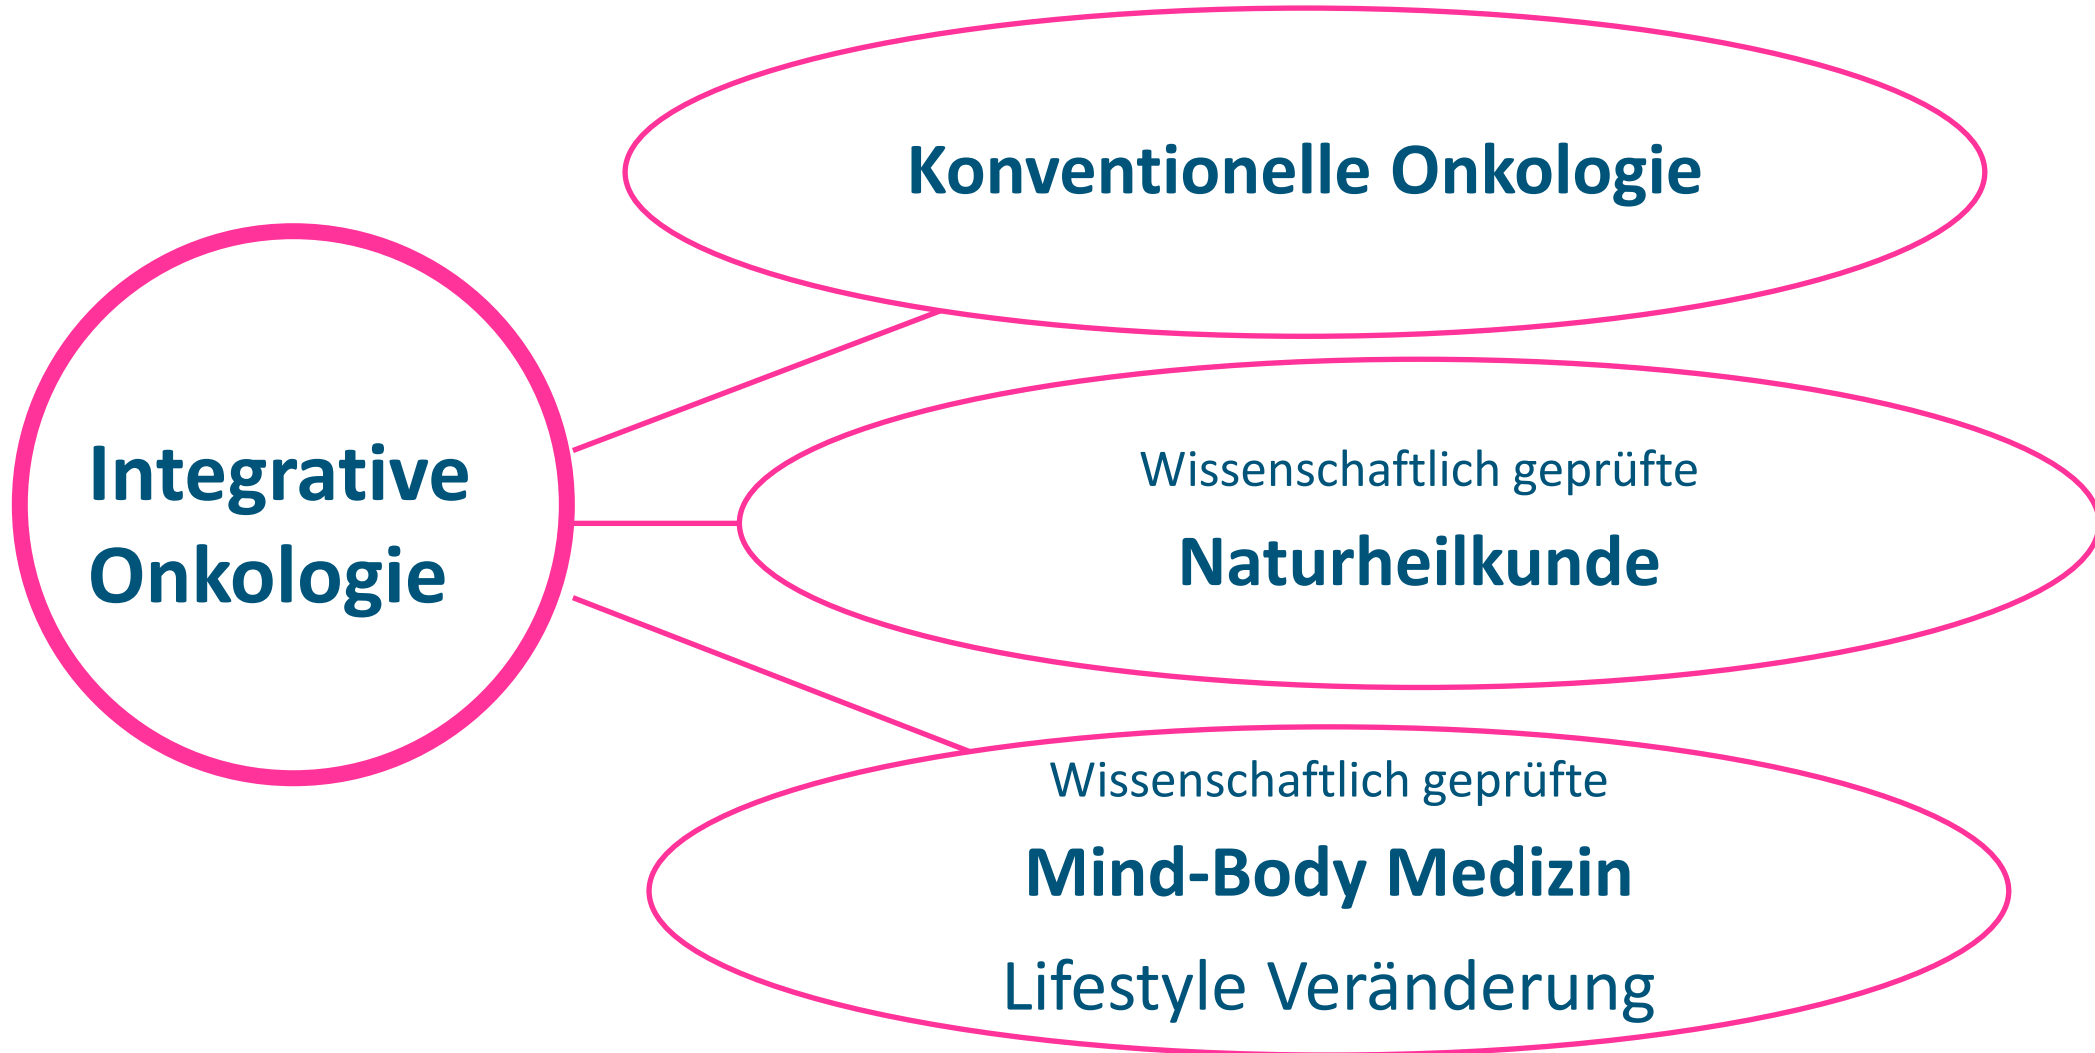 Konventionelle Onkologie
Integrative
Onkologie
Wissenschaftlich geprüfte
Naturheilkunde
Wissenschaftlich geprüfte
Mind-Body Medizin
Lifestyle Veränderung